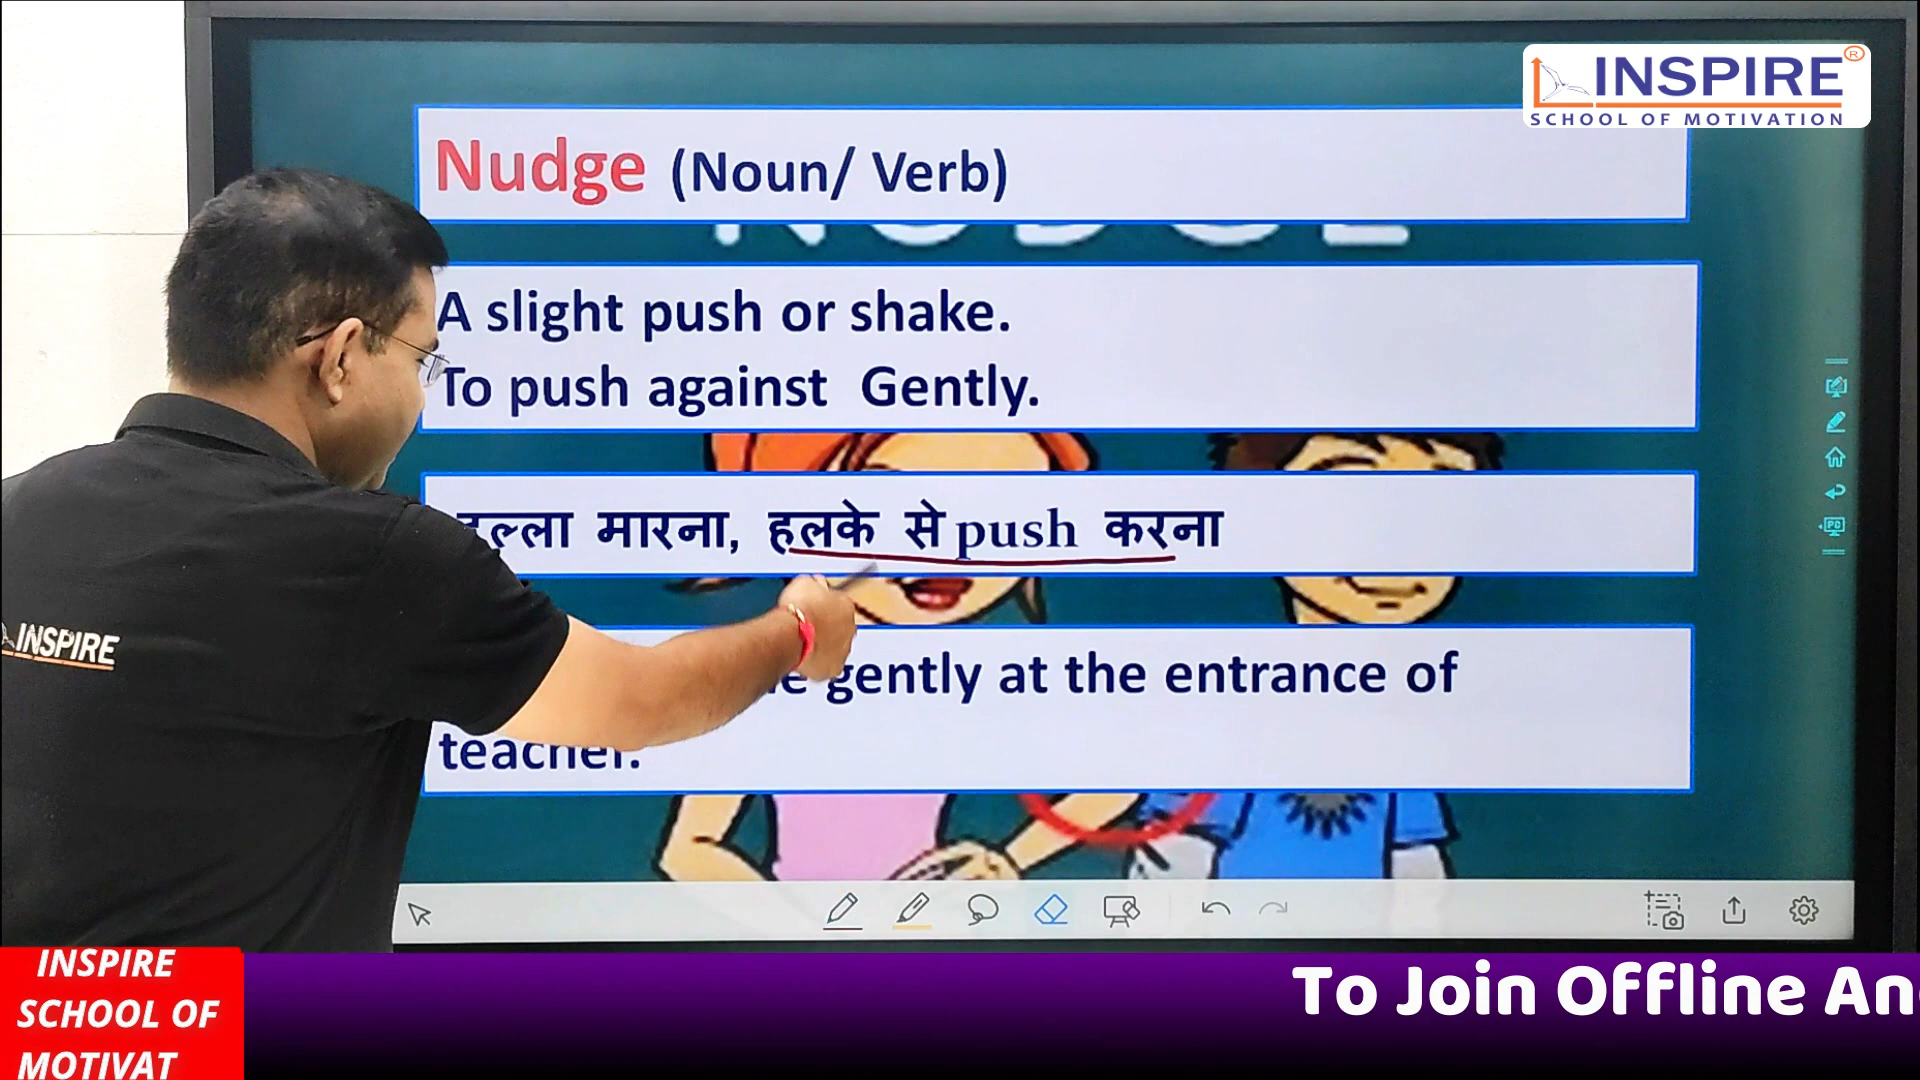 INSPIRE
SCHOOL OF MOTIVATION
Nudge (Noun/ Verb)
A slight push or shake.
To push against Gently.
मारना, हलके से push करना
gently at the entrance of
teacher.
INSPIRE
INSPIRE
SCHOOL OF
MOTIVAT
To Join Offline